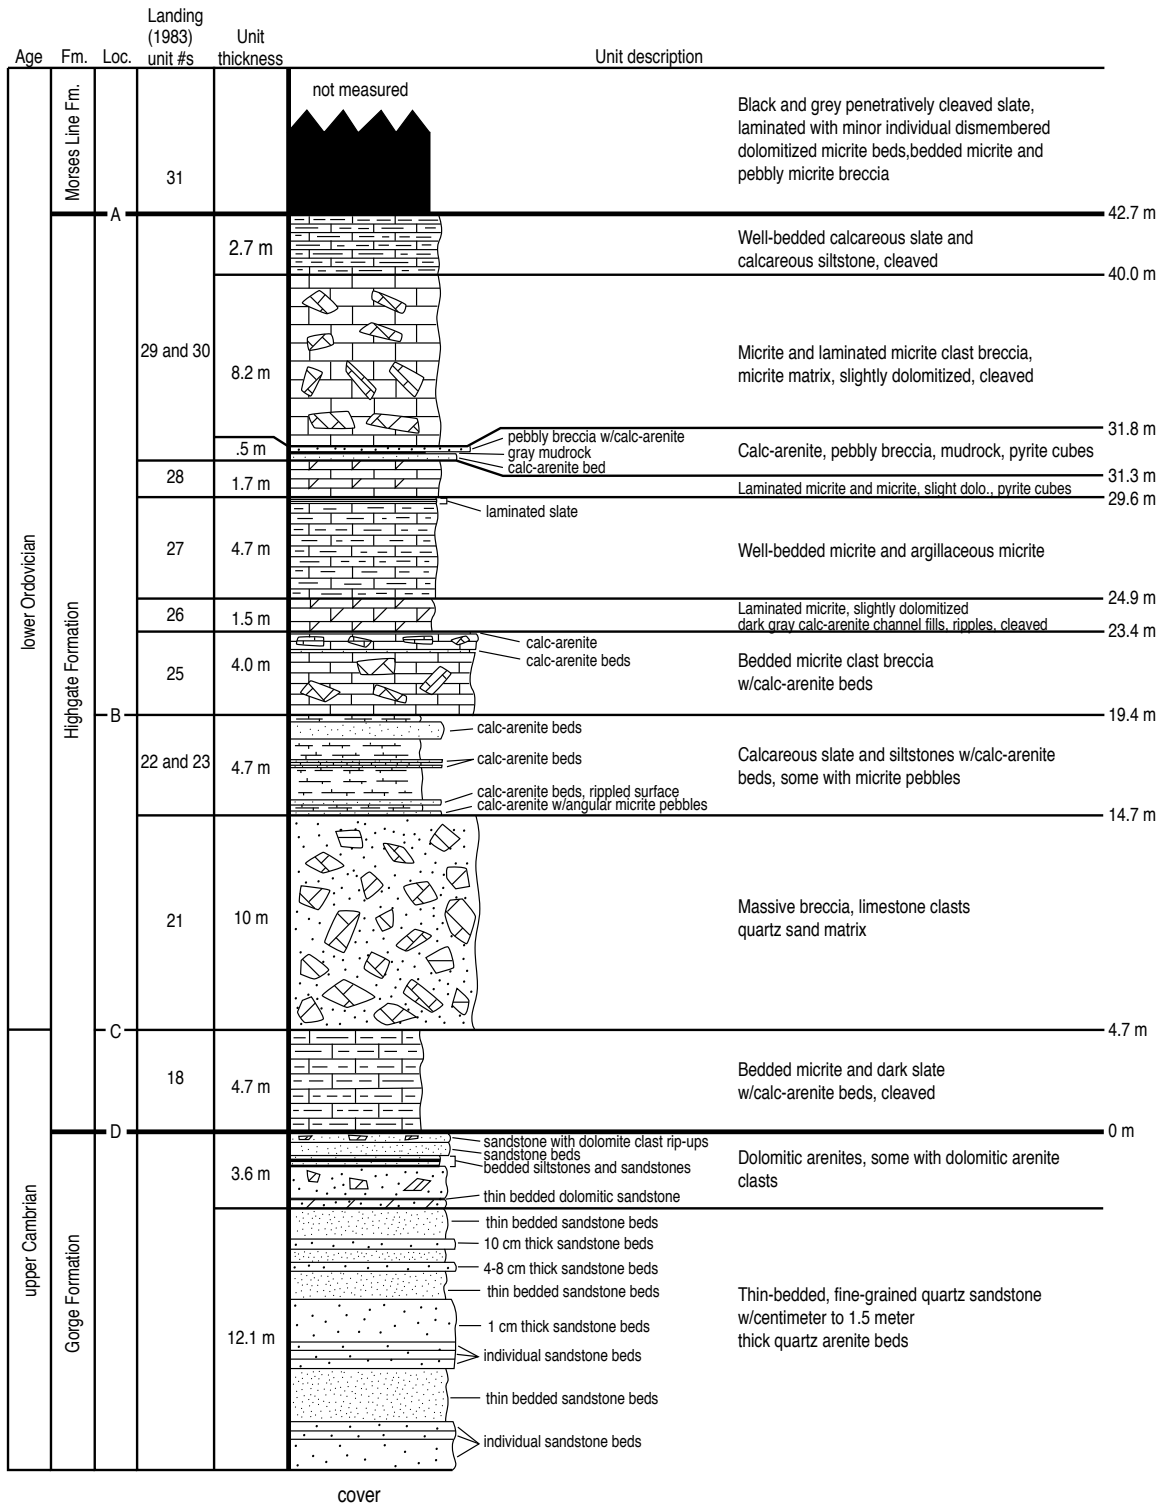 Landing
(1983)
unit #s
Unit
thickness
Age
Fm.
Loc.
Unit description
not measured
Morses Line Fm.
31
Black and grey penetratively cleaved slate,
laminated with minor individual dismembered
dolomitized micrite beds,bedded micrite and
pebbly micrite breccia
A
42.7 m
2.7 m
Well-bedded calcareous slate and
calcareous siltstone, cleaved
40.0 m
29 and 30
8.2 m
Micrite and laminated micrite clast breccia,
micrite matrix, slightly dolomitized, cleaved
31.8 m
.5 m
pebbly breccia w/calc-arenite
gray mudrock
calc-arenite bed
Calc-arenite, pebbly breccia, mudrock, pyrite cubes
31.3 m
28
1.7 m
Laminated micrite and micrite, slight dolo., pyrite cubes
29.6 m
laminated slate
27
4.7 m
Well-bedded micrite and argillaceous micrite
24.9 m
lower Ordovician
Highgate Formation
26
1.5 m
Laminated micrite, slightly dolomitized
dark gray calc-arenite channel fills, ripples, cleaved
23.4 m
calc-arenite
calc-arenite beds
25
4.0 m
Bedded micrite clast breccia
w/calc-arenite beds
B
19.4 m
calc-arenite beds
22 and 23
4.7 m
calc-arenite beds
Calcareous slate and siltstones w/calc-arenite
beds, some with micrite pebbles
calc-arenite beds, rippled surface
calc-arenite w/angular micrite pebbles
14.7 m
21
10 m
Massive breccia, limestone clasts
quartz sand matrix
C
4.7 m
18
4.7 m
Bedded micrite and dark slate
w/calc-arenite beds, cleaved
D
0 m
sandstone with dolomite clast rip-ups
sandstone beds
bedded siltstones and sandstones
3.6 m
Dolomitic arenites, some with dolomitic arenite
clasts
thin bedded dolomitic sandstone
upper Cambrian
Gorge Formation
thin bedded sandstone beds
10 cm thick sandstone beds
4-8 cm thick sandstone beds
thin bedded sandstone beds
12.1 m
1 cm thick sandstone beds
individual sandstone beds
Thin-bedded, fine-grained quartz sandstone
w/centimeter to 1.5 meter
thick quartz arenite beds
thin bedded sandstone beds
individual sandstone beds
cover